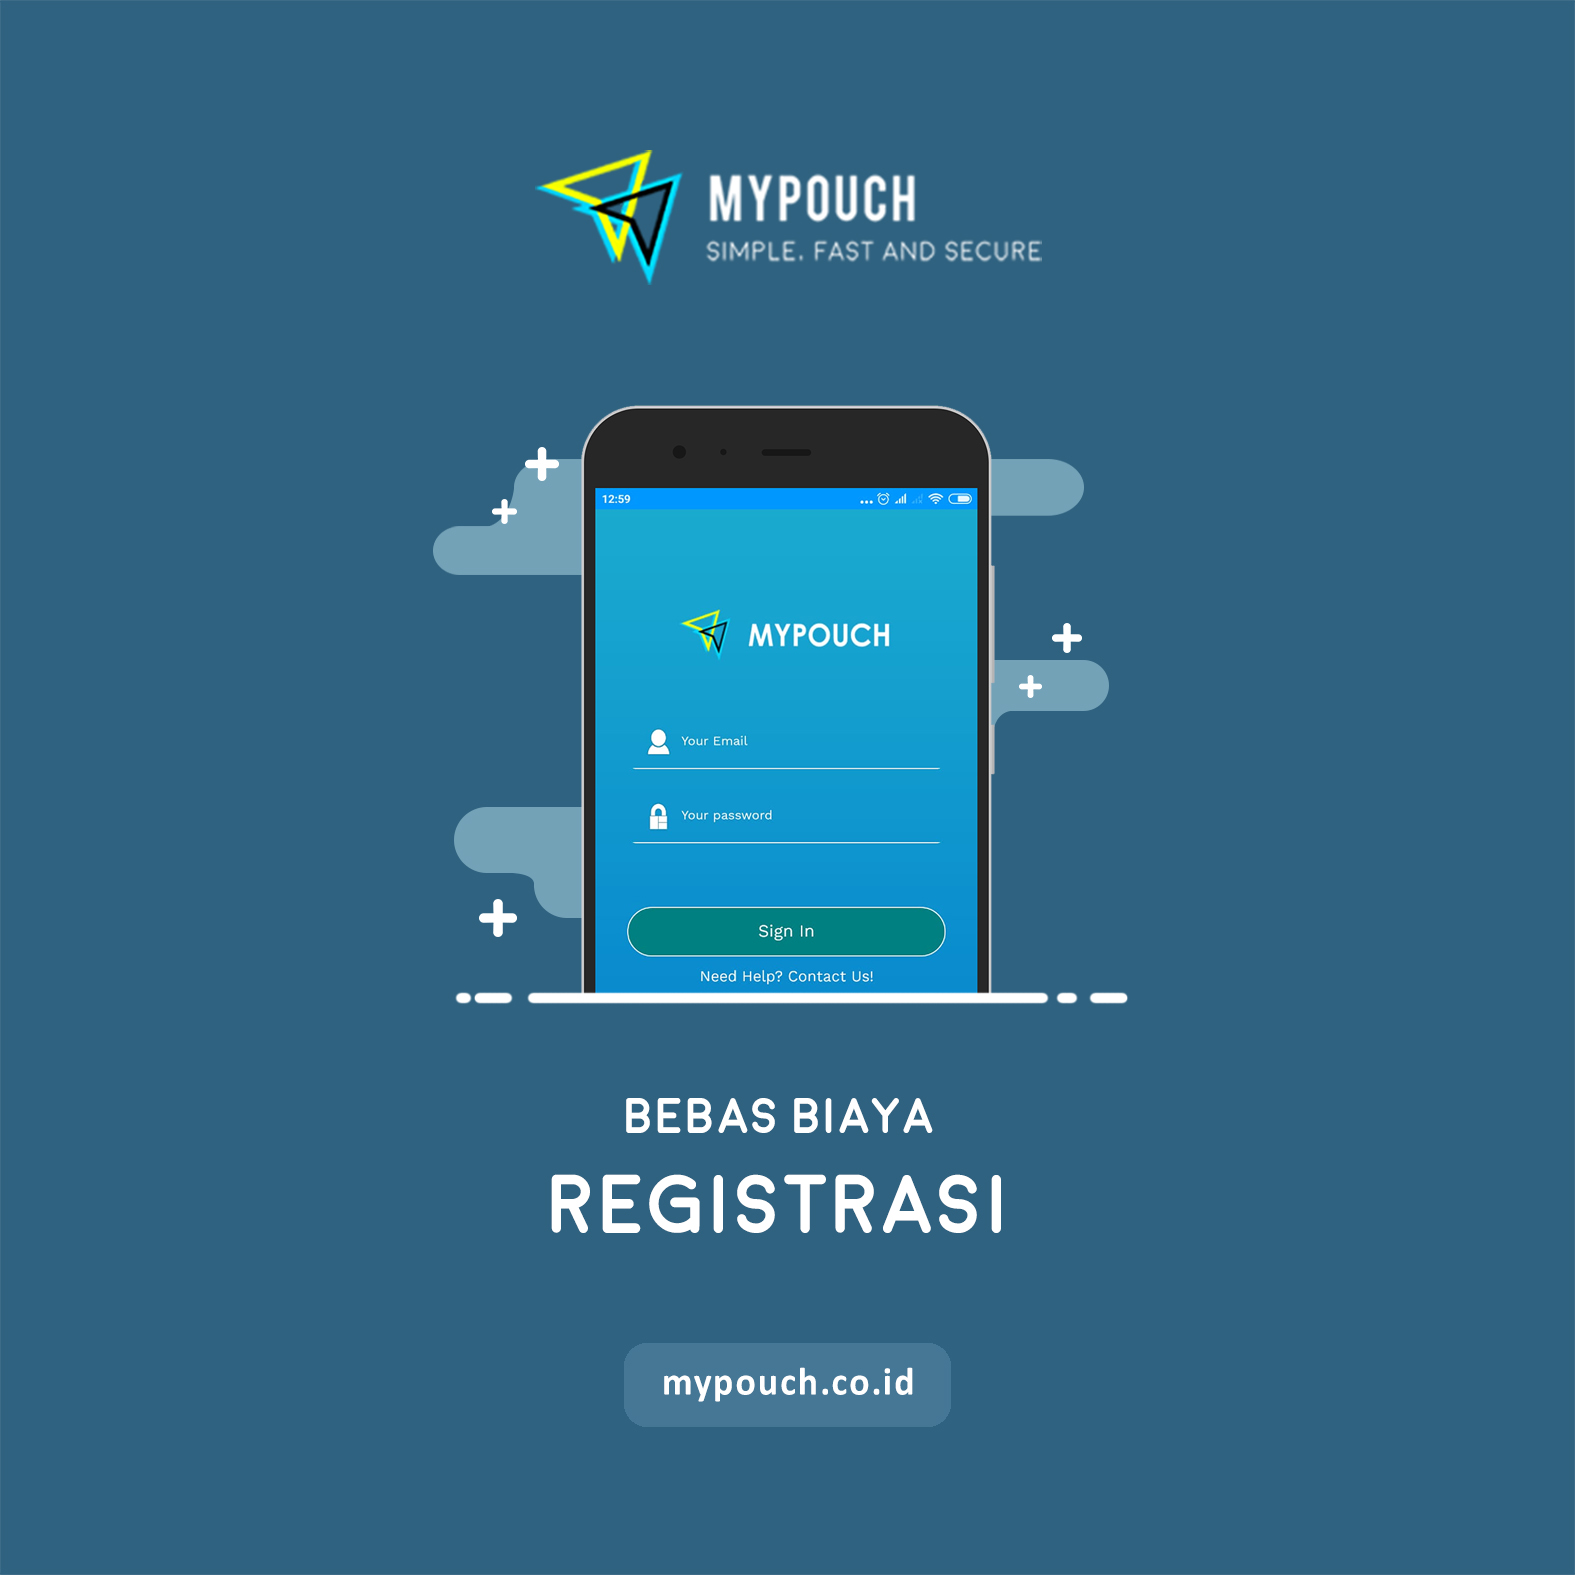 MYPOUCH
SIMPLE. FAST AND SECURE
12:59
MYPOUCH
Your Email
Your password
Sign In
Need Help? Contact Us!
BEBAS BIAYA
REGISTRASI
mypouch.co.id